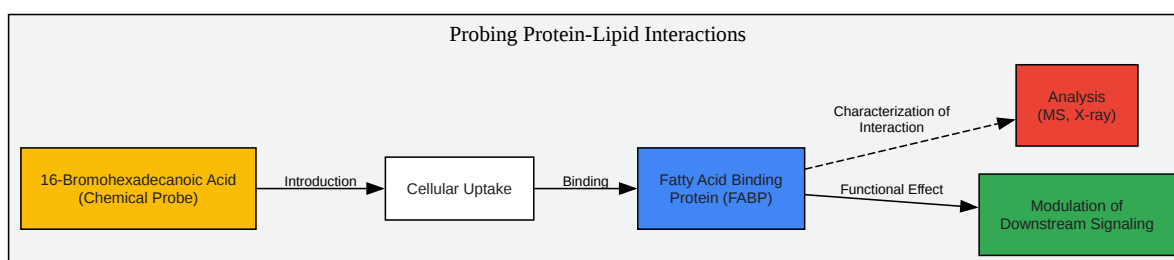 Probing Protein-Lipid Interactions
16-Bromohexadecanoic Acid
(Chemical Probe)
Introduction
Cellular Uptake
Binding
Fatty Acid Binding
Protein (FABP)
Characterization of
Interaction
Analysis
(MS, X-ray)
Functional Effect
Modulation of
Downstream Signaling